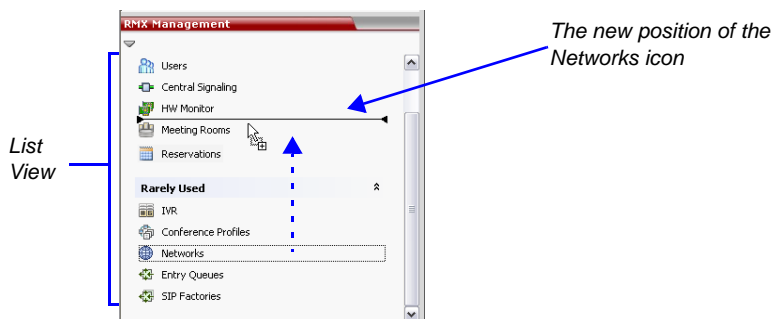 RMX Management
The new position of the
Networks icon
Users
Central Signaling
HW Monitor
Meeting Rooms
Reservations
List
View
Rarely Used
IVR
Conference Profiles
Networks
Entry Queues
SIP Factories